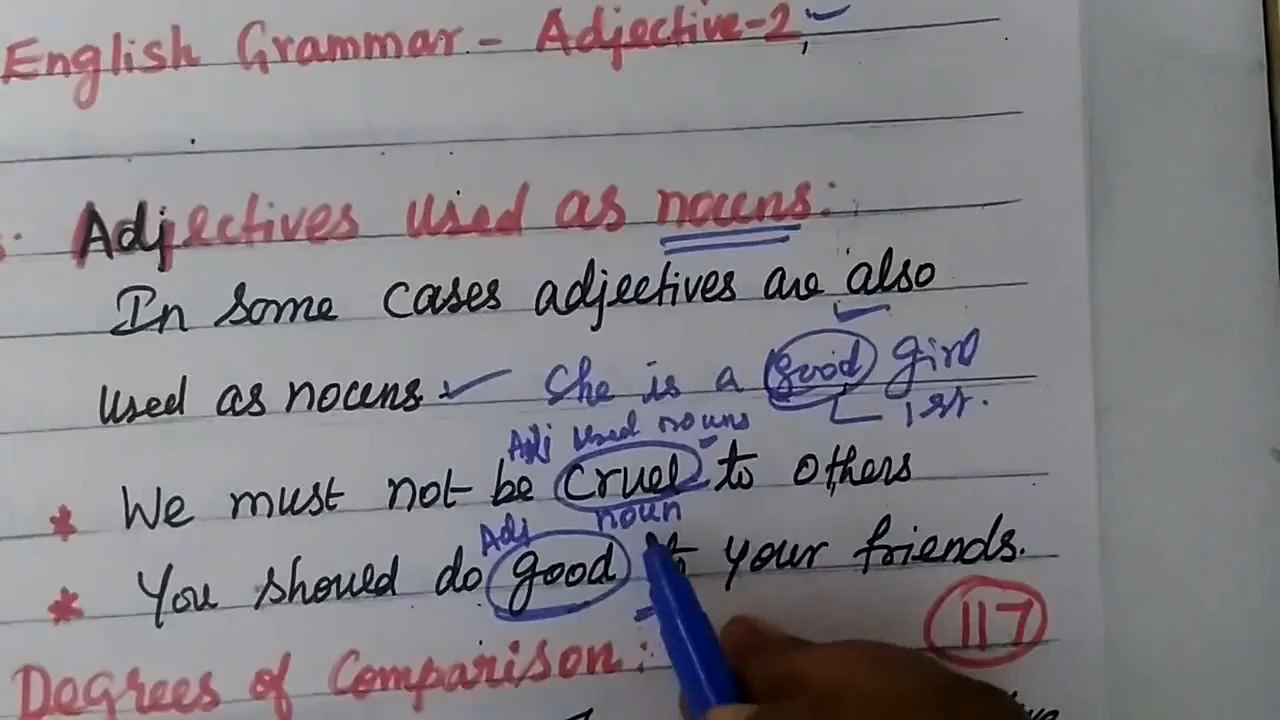 English Grammar - Adjective-2,
Adjectives used as nouns:
In some cases adjectives are also
used as nouns. She is a good girl
Adj used nouns
We must not be cruel to others
Adj noun
You should do good to your friends.
117
Degrees of Comparison: